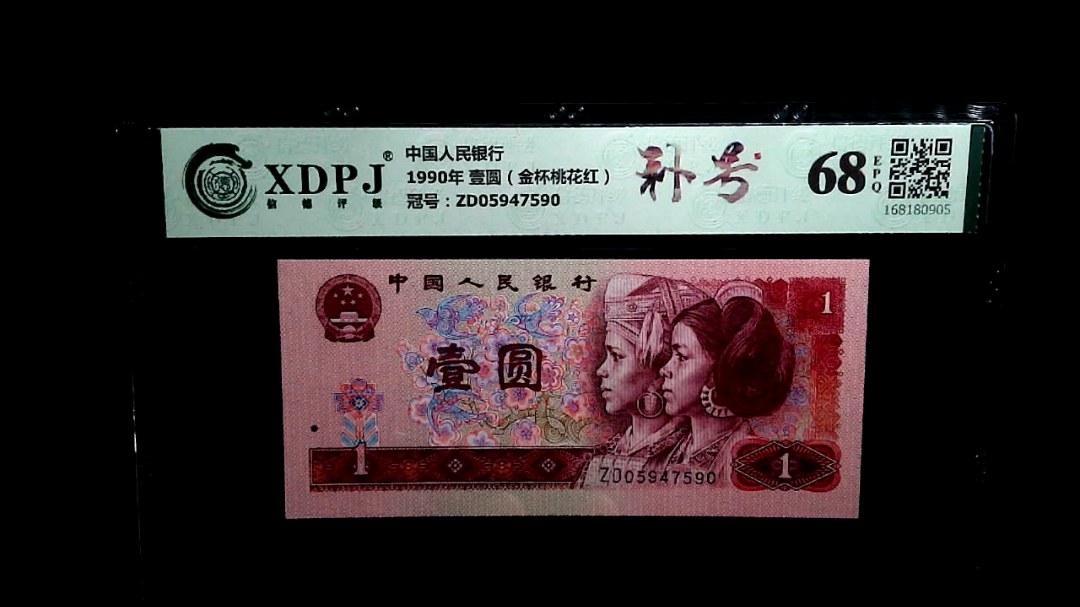 XDPJ®
信德评级
中国人民银行
1990年 壹圆（金杯桃花红）
冠号：ZD05947590
补号
68
EPQ
168180905
中國人民银行
1
壹圆
1
ZD05947590
1